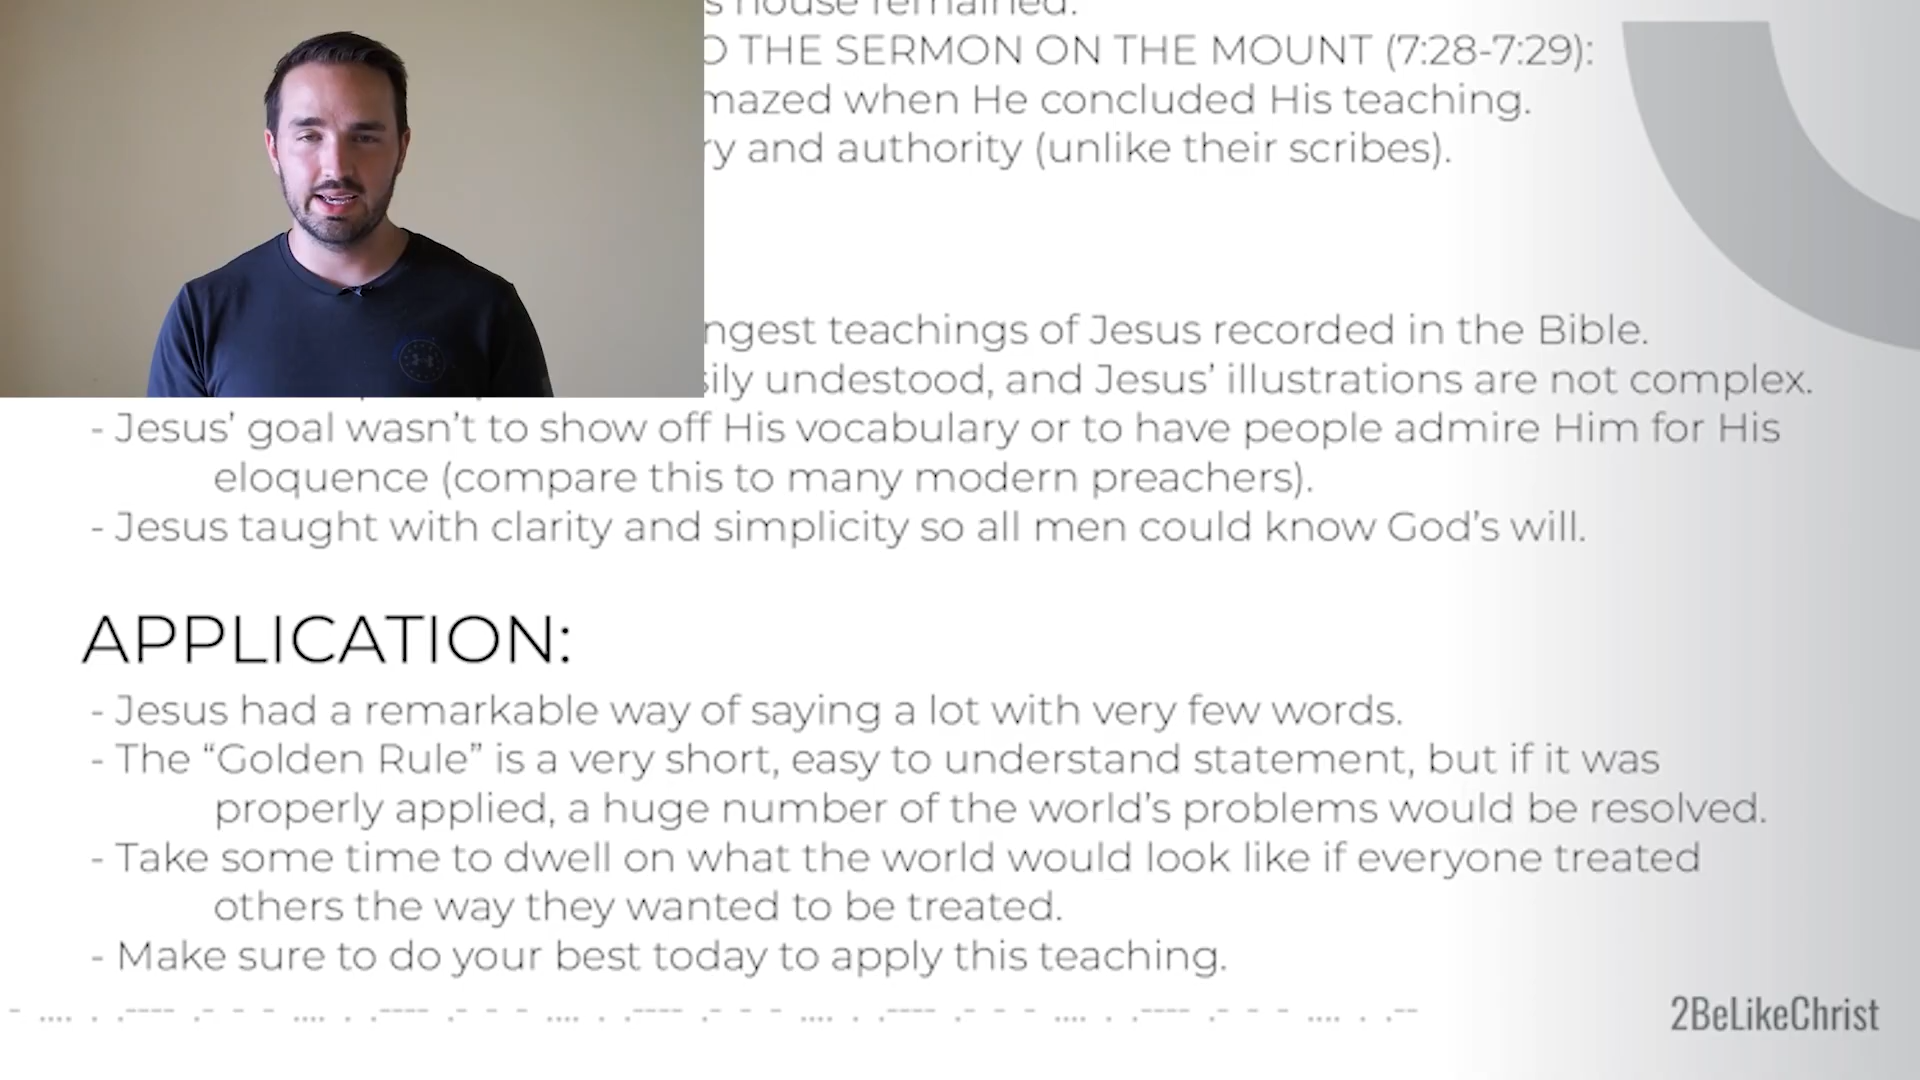 s house remained.
O THE SERMON ON THE MOUNT (7:28-7:29):
mazed when He concluded His teaching.
ry and authority (unlike their scribes).
ngest teachings of Jesus recorded in the Bible.
sily undestood, and Jesus’ illustrations are not complex.
- Jesus’ goal wasn’t to show off His vocabulary or to have people admire Him for His
eloquence (compare this to many modern preachers).
- Jesus taught with clarity and simplicity so all men could know God’s will.
APPLICATION:
- Jesus had a remarkable way of saying a lot with very few words.
- The “Golden Rule” is a very short, easy to understand statement, but if it was
properly applied, a huge number of the world’s problems would be resolved.
- Take some time to dwell on what the world would look like if everyone treated
others the way they wanted to be treated.
- Make sure to do your best today to apply this teaching.
2BeLikeChrist